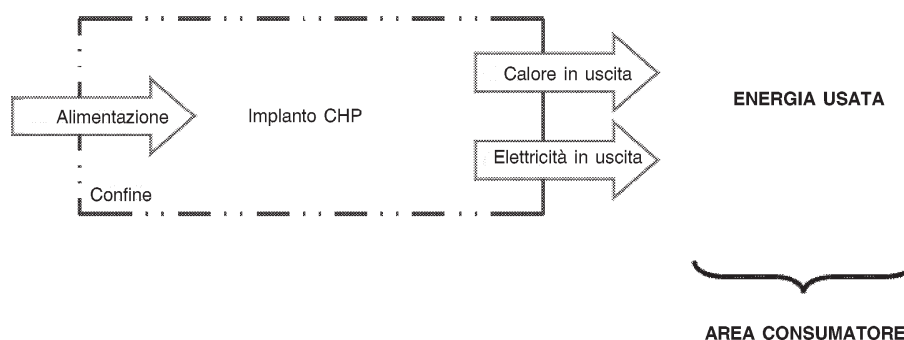 Calore in uscita
ENERGIA USATA
Alimentazione
Impianto CHP
Elettricità in uscita
Confine
AREA CONSUMATORE